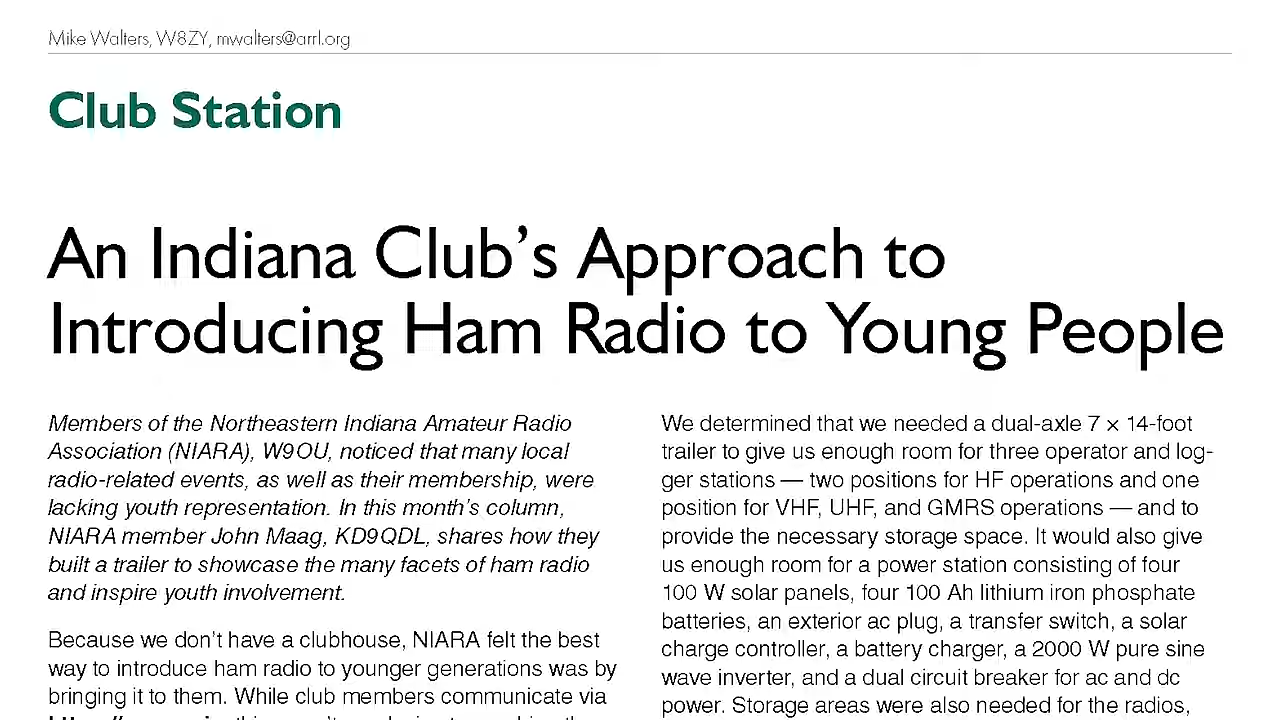 Mike Walters, W8ZY, mwalters@arrl.org
Club Station
An Indiana Club’s Approach to
Introducing Ham Radio to Young People
Members of the Northeastern Indiana Amateur Radio
Association (NIARA), W9OU, noticed that many local
radio-related events, as well as their membership, were
lacking youth representation. In this month’s column,
NIARA member John Maag, KD9QDL, shares how they
built a trailer to showcase the many facets of ham radio
and inspire youth involvement.
Because we don’t have a clubhouse, NIARA felt the best
way to introduce ham radio to younger generations was by
bringing it to them. While club members communicate via
We determined that we needed a dual-axle 7 × 14-foot
trailer to give us enough room for three operator and log-
ger stations — two positions for HF operations and one
position for VHF, UHF, and GMRS operations — and to
provide the necessary storage space. It would also give
us enough room for a power station consisting of four
100 W solar panels, four 100 Ah lithium iron phosphate
batteries, an exterior ac plug, a transfer switch, a solar
charge controller, a battery charger, a 2000 W pure sine
wave inverter, and a dual circuit breaker for ac and dc
power. Storage areas were also needed for the radios,